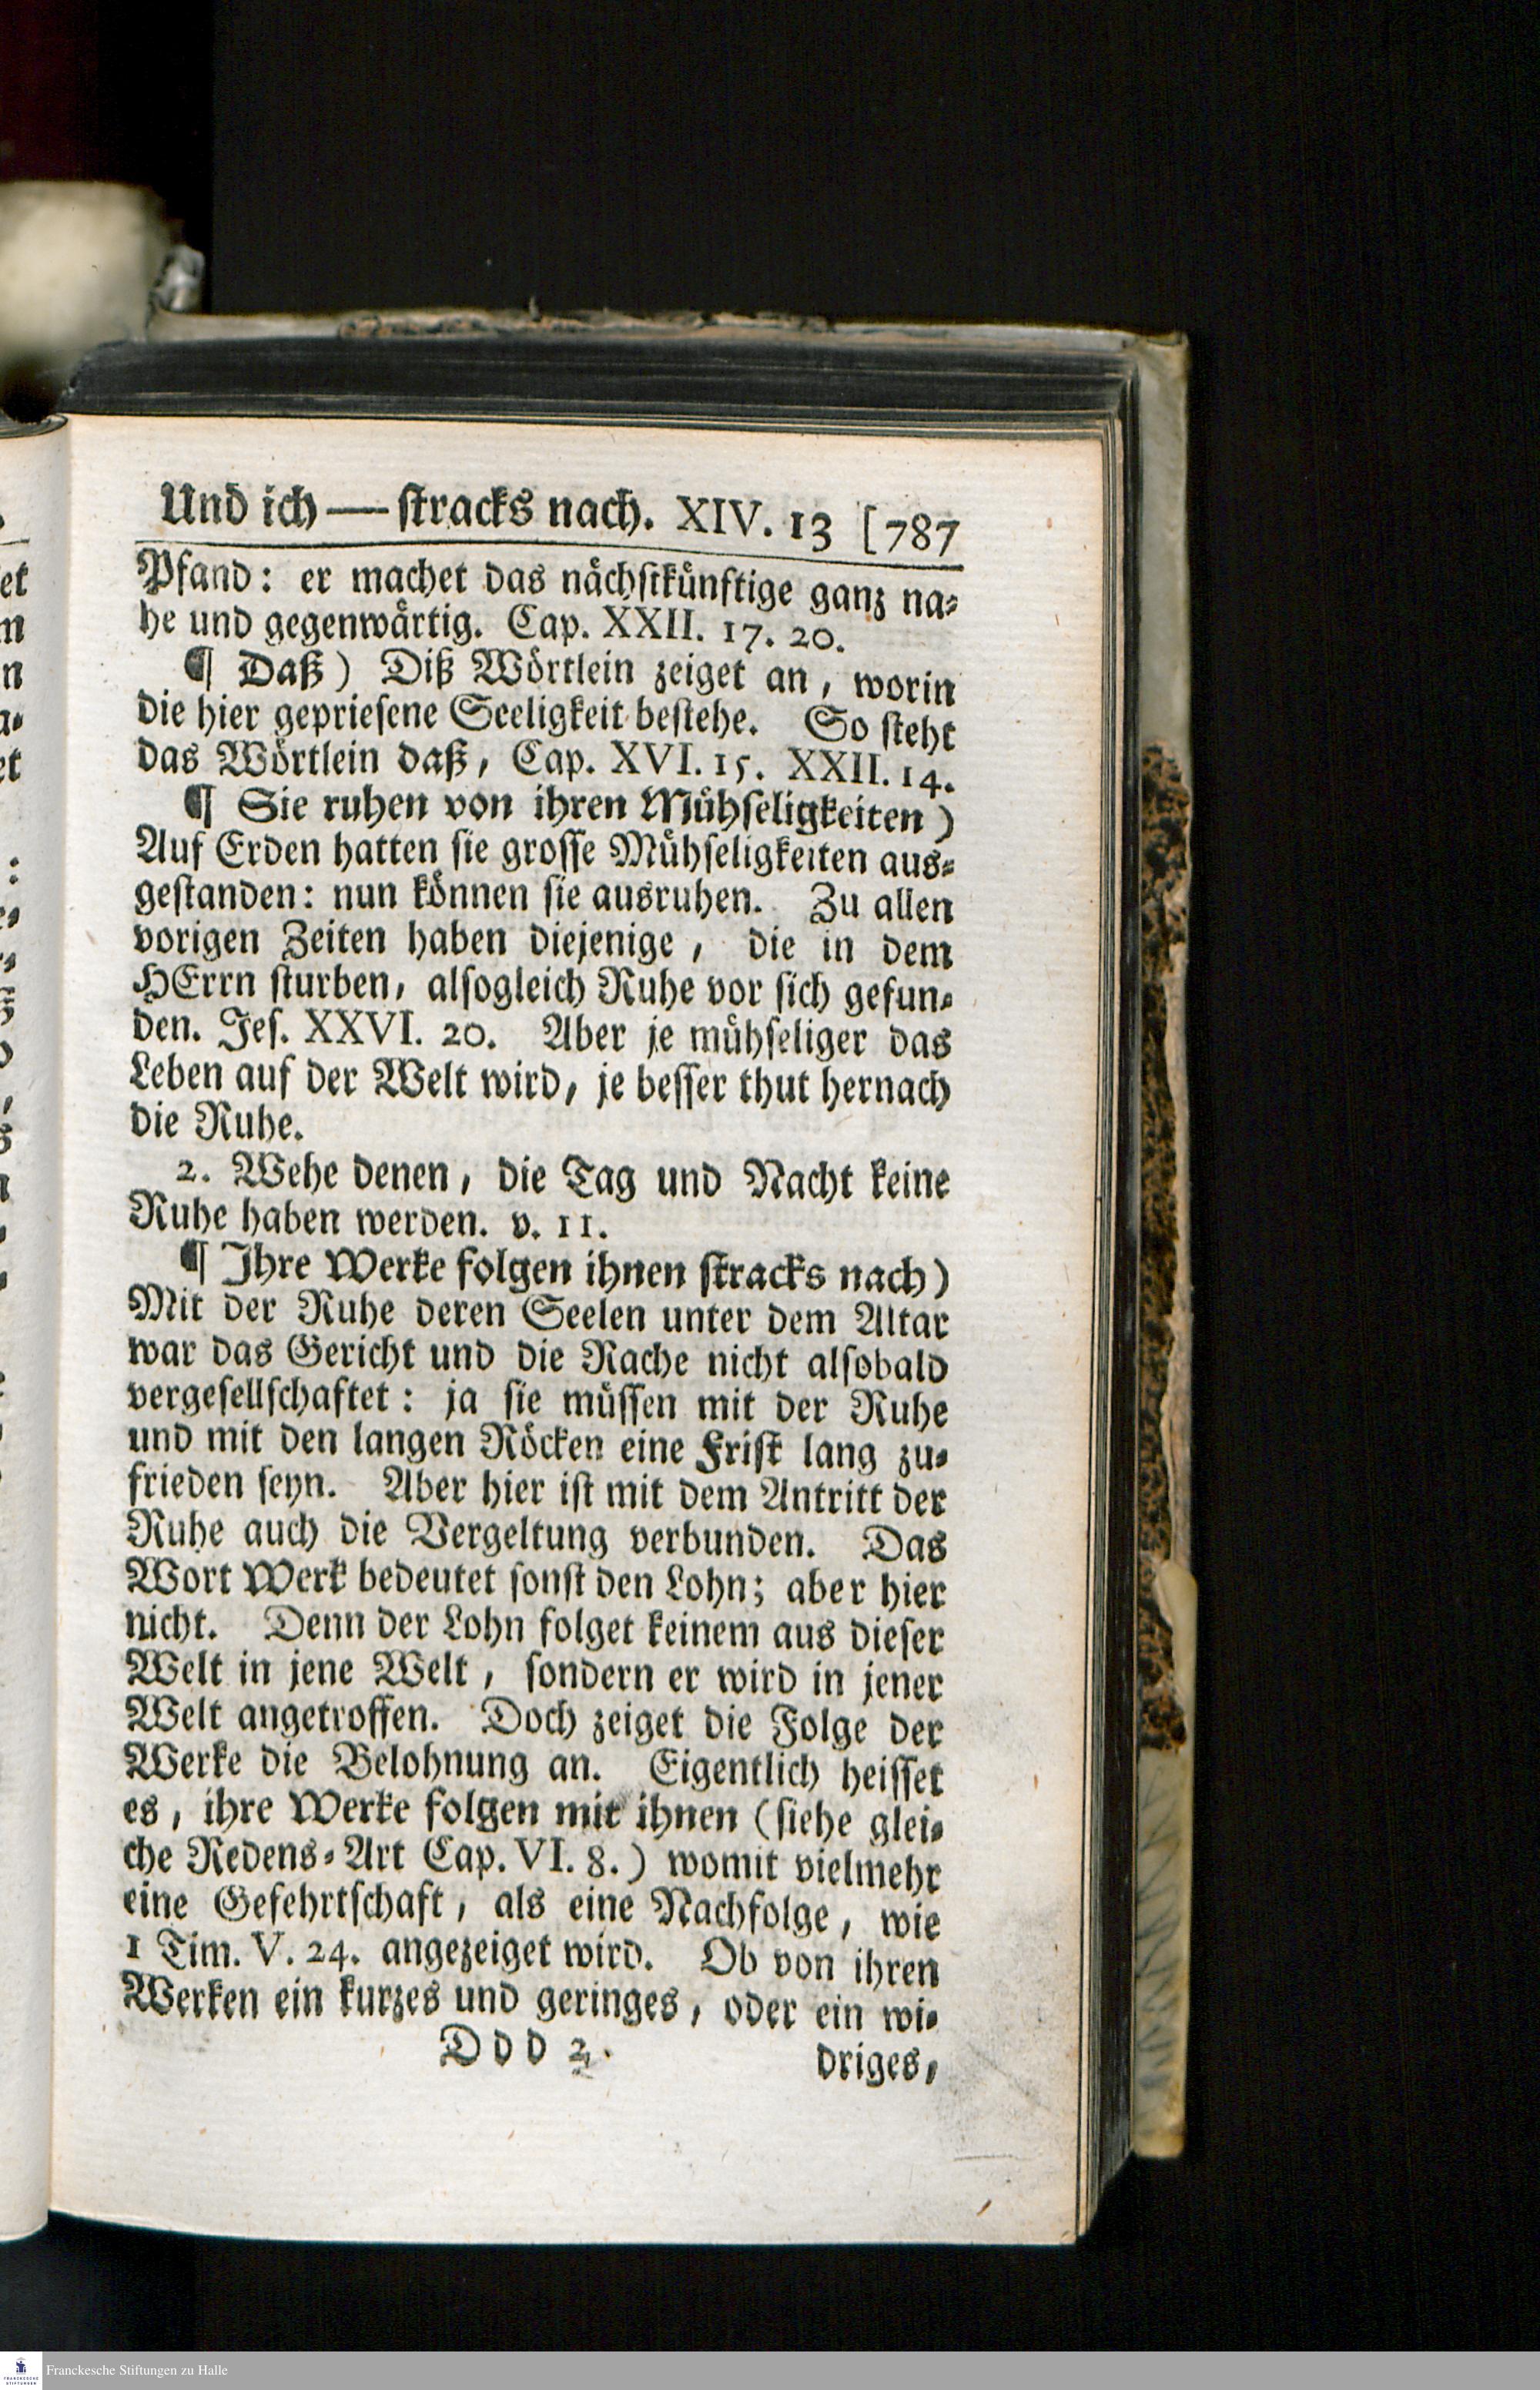 Und ich — stracks nach. XIV. 13 [787
Pfand: er machet das nächstkünftige ganz na-
he und gegenwärtig. Cap. XXII. 17. 20.
¶ Daß) Diß Wörtlein zeiget an, worin
die hier gepriesene Seeligkeit bestehe. So steht
das Wörtlein daß, Cap. XVI. 15. XXII. 14.
¶ Sie ruhen von ihren Mühseligkeiten)
Auf Erden hatten sie grosse Mühseligkeiten aus-
gestanden: nun können sie ausruhen. Zu allen
vorigen Zeiten haben diejenige, die in dem
HErrn sturben, alsogleich Ruhe vor sich gefun-
den. Jes. XXVI. 20. Aber je mühseliger das
Leben auf der Welt wird, je besser thut hernach
die Ruhe.
2. Wehe denen, die Tag und Nacht keine
Ruhe haben werden. v. 11.
¶ Ihre Werke folgen ihnen stracks nach)
Mit der Ruhe deren Seelen unter dem Altar
war das Gericht und die Rache nicht alsobald
vergesellschaftet: ja sie müssen mit der Ruhe
und mit den langen Röcken eine Frist lang zu-
frieden seyn. Aber hier ist mit dem Antritt der
Ruhe auch die Vergeltung verbunden. Das
Wort Werk bedeutet sonst den Lohn; aber hier
nicht. Denn der Lohn folget keinem aus dieser
Welt in jene Welt, sondern er wird in jener
Welt angetroffen. Doch zeiget die Folge der
Werke die Belohnung an. Eigentlich heisset
es, ihre Werke folgen mit ihnen (siehe glei-
che Redens-Art Cap. VI. 8.) womit vielmehr
eine Gefehrtschaft, als eine Nachfolge, wie
1 Tim. V. 24. angezeiget wird. Ob von ihren
Werken ein kurzes und geringes, oder ein wi-
Ddd 2.
driges,
Franckesche Stiftungen zu Halle